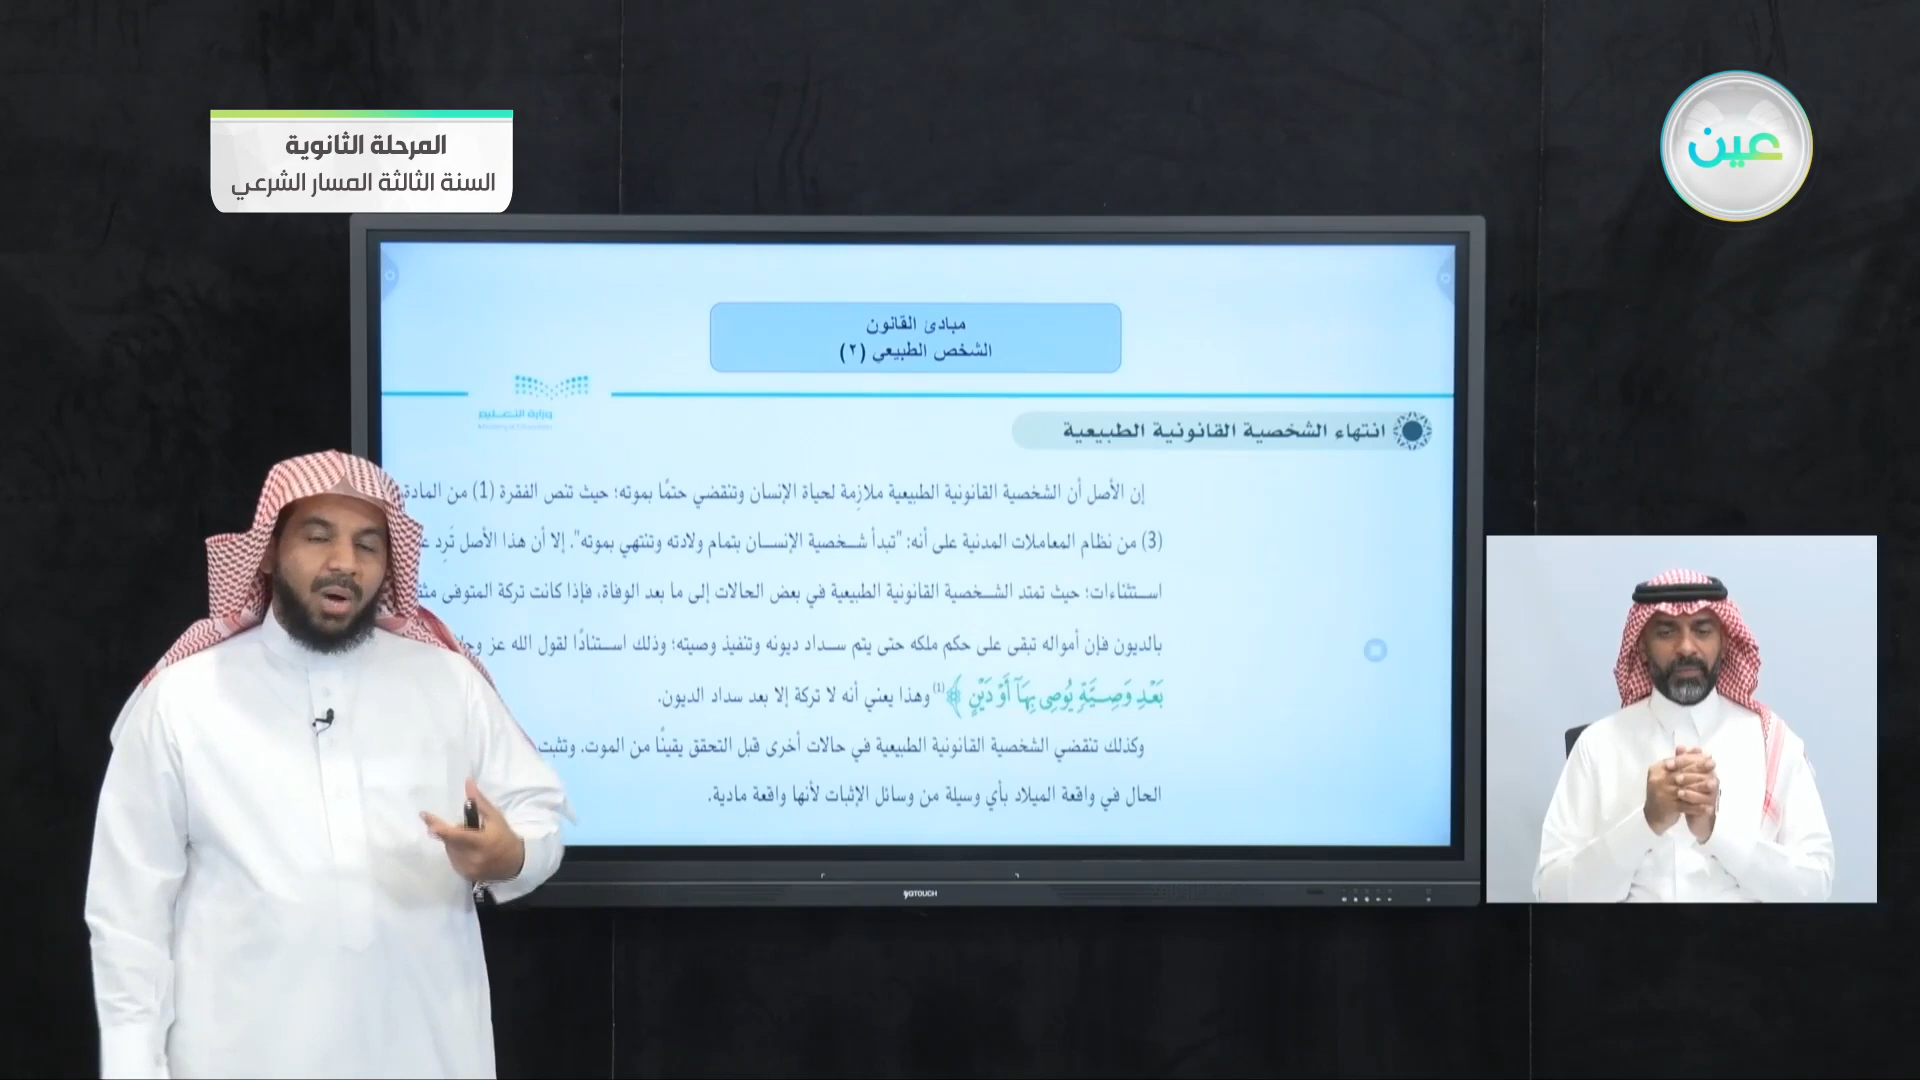 المرحلة الثانوية
السنة الثالثة المسار الشرعي
عين
مبادئ القانون
الشخص الطبيعي (٢)
وزارة التعليم
Ministry of Education
انتهاء الشخصية القانونية الطبيعية
إن الأصل أن الشخصية القانونية الطبيعية ملازِمة لحياة الإنسان وتنقضي حتمًا بموته؛ حيث تنص الفقرة (1) من المادة
(3) من نظام المعاملات المدنية على أنه: "تبدأ شخصية الإنسان بتمام ولادته وتنتهي بموته". إلا أن هذا الأصل تَرِد
استثناءات؛ حيث تمتد الشخصية القانونية الطبيعية في بعض الحالات إلى ما بعد الوفاة، فإذا كانت تركة المتوفى
بالديون فإن أمواله تبقى على حكم ملكه حتى يتم سداد ديونه وتنفيذ وصيته؛ وذلك استنادًا لقول الله عز
بَعْدِ وَصِيَّةٍ يُوصِي بِهَآ أَوْ دَيْنٍ ﴾(1) وهذا يعني أنه لا تركة إلا بعد سداد الديون.
وكذلك تنقضي الشخصية القانونية الطبيعية في حالات أخرى قبل التحقق يقينًا من الموت. وتثبت
الحال في واقعة الميلاد بأي وسيلة من وسائل الإثبات لأنها واقعة مادية.
IQTOUCH